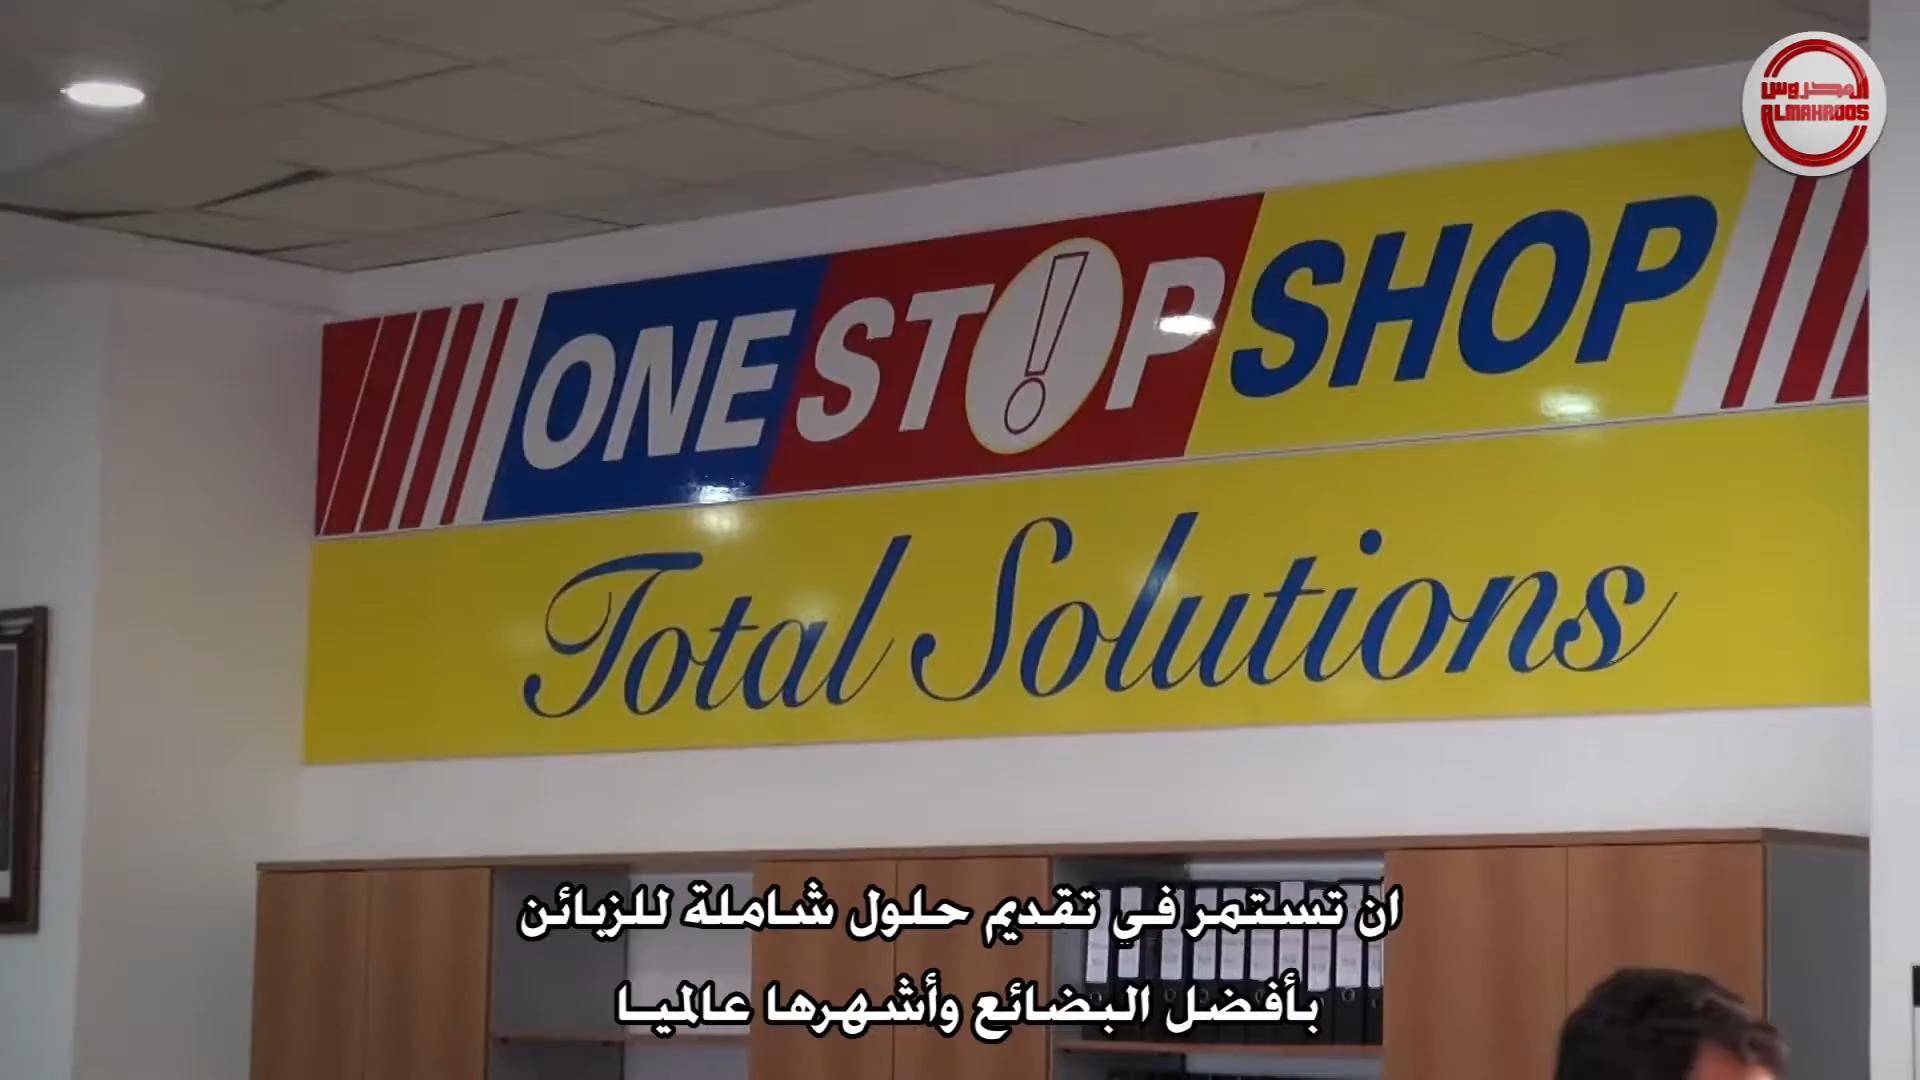 المحروس
ALMAHROOS
ONE STOP SHOP
Total Solutions
ان تستمر في تقديم حلول شاملة للزبائن
بأفضل البضائع وأشهرها عالميا